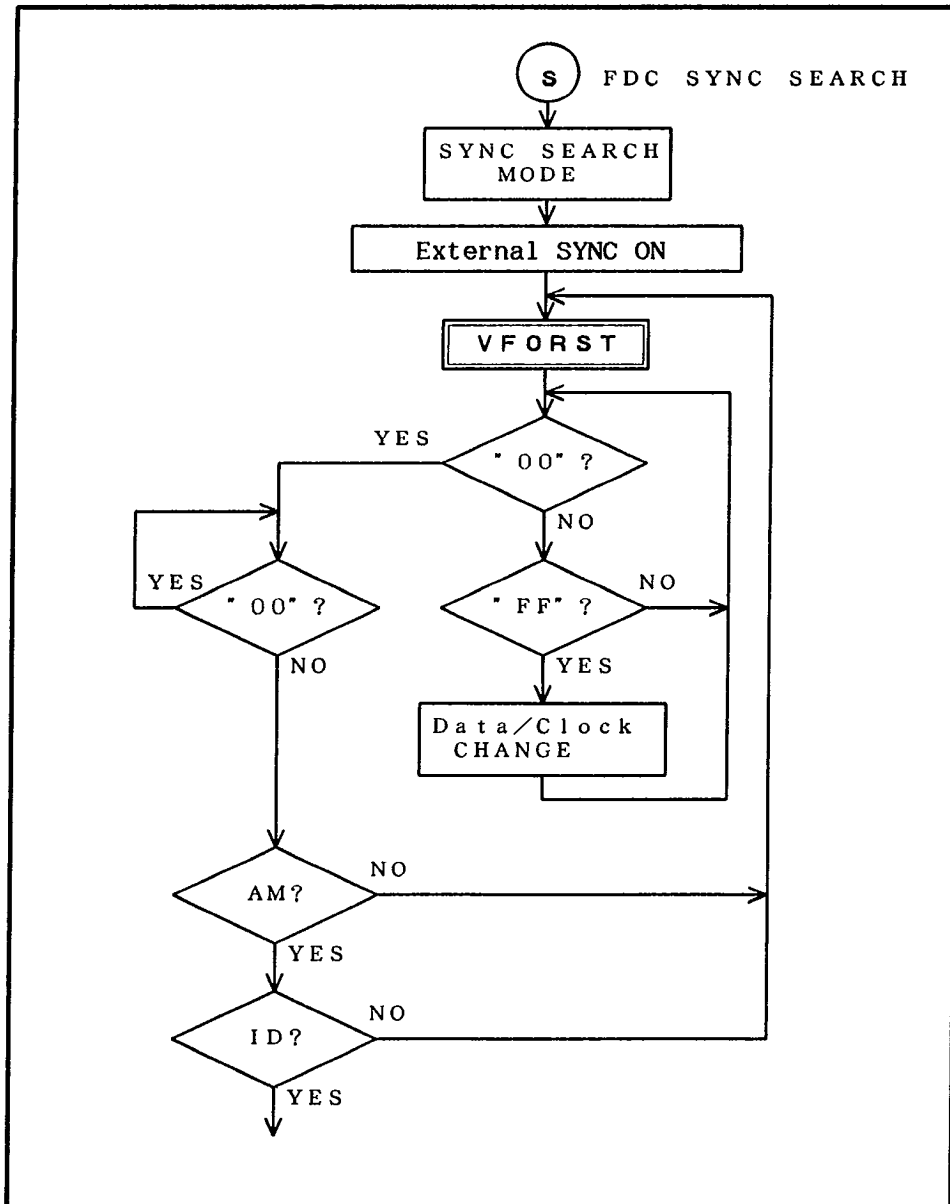 S FDC SYNC SEARCH
SYNC SEARCH
MODE
External SYNC ON
VFORST
YES
"00"?
NO
YES
"00"?
NO
"FF"?
NO
YES
Data/Clock
CHANGE
AM?
NO
YES
ID?
NO
YES